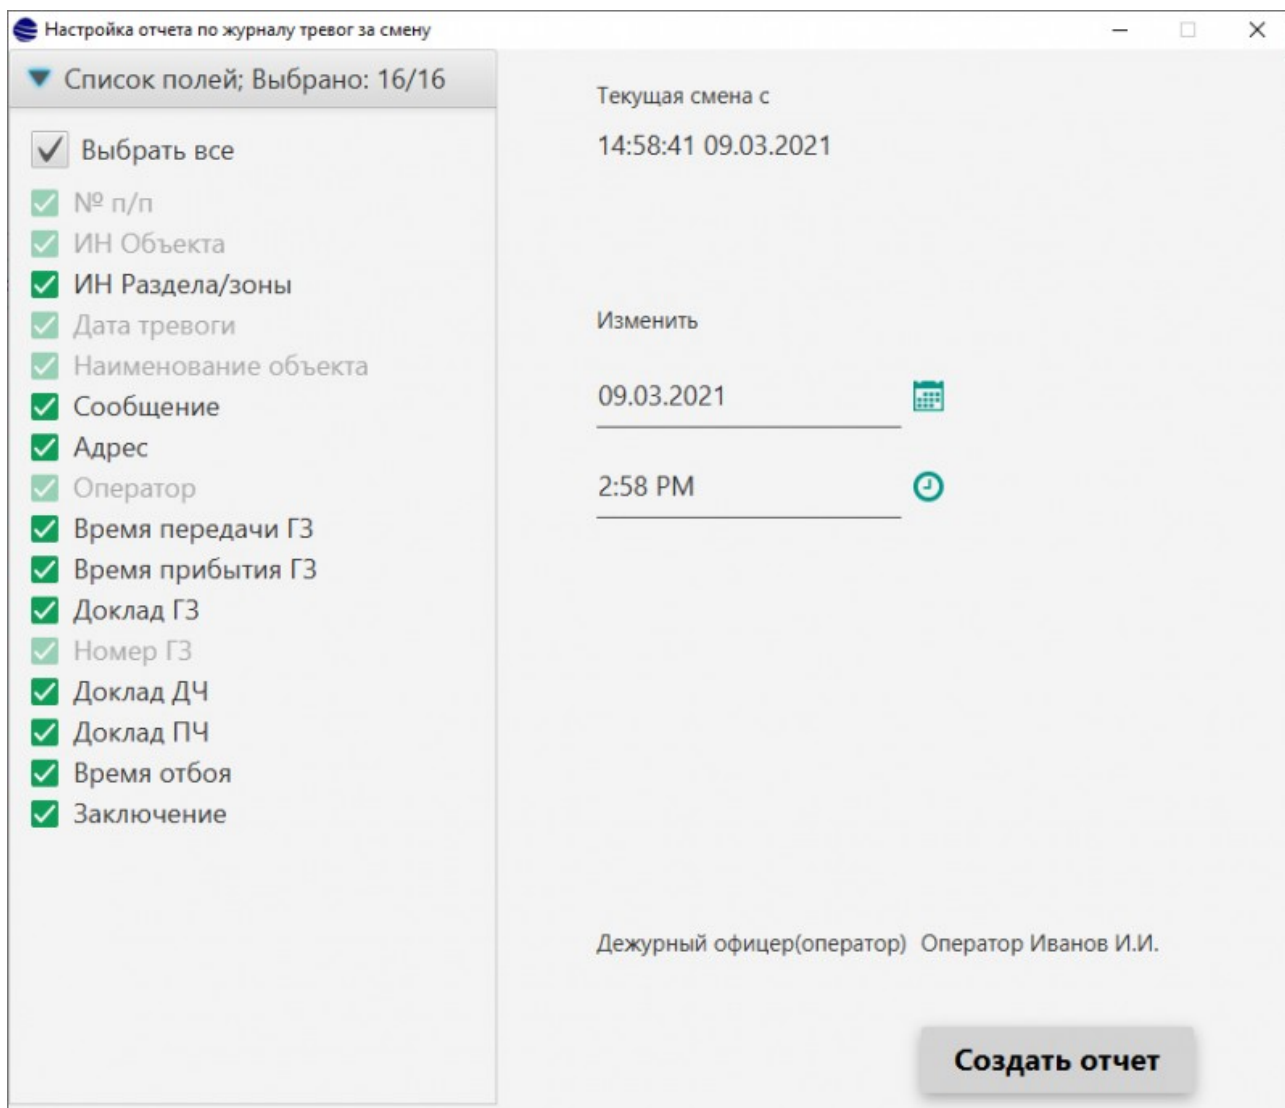 Настройка отчета по журналу тревог за смену
Список полей; Выбрано: 16/16
Выбрать все
№ п/п
ИН Объекта
ИН Раздела/зоны
Дата тревоги
Наименование объекта
Сообщение
Адрес
Оператор
Время передачи ГЗ
Время прибытия ГЗ
Доклад ГЗ
Номер ГЗ
Доклад ДЧ
Доклад ПЧ
Время отбоя
Заключение
Текущая смена с
14:58:41 09.03.2021
Изменить
09.03.2021
2:58 PM
Дежурный офицер(оператор) Оператор Иванов И.И.
Создать отчет